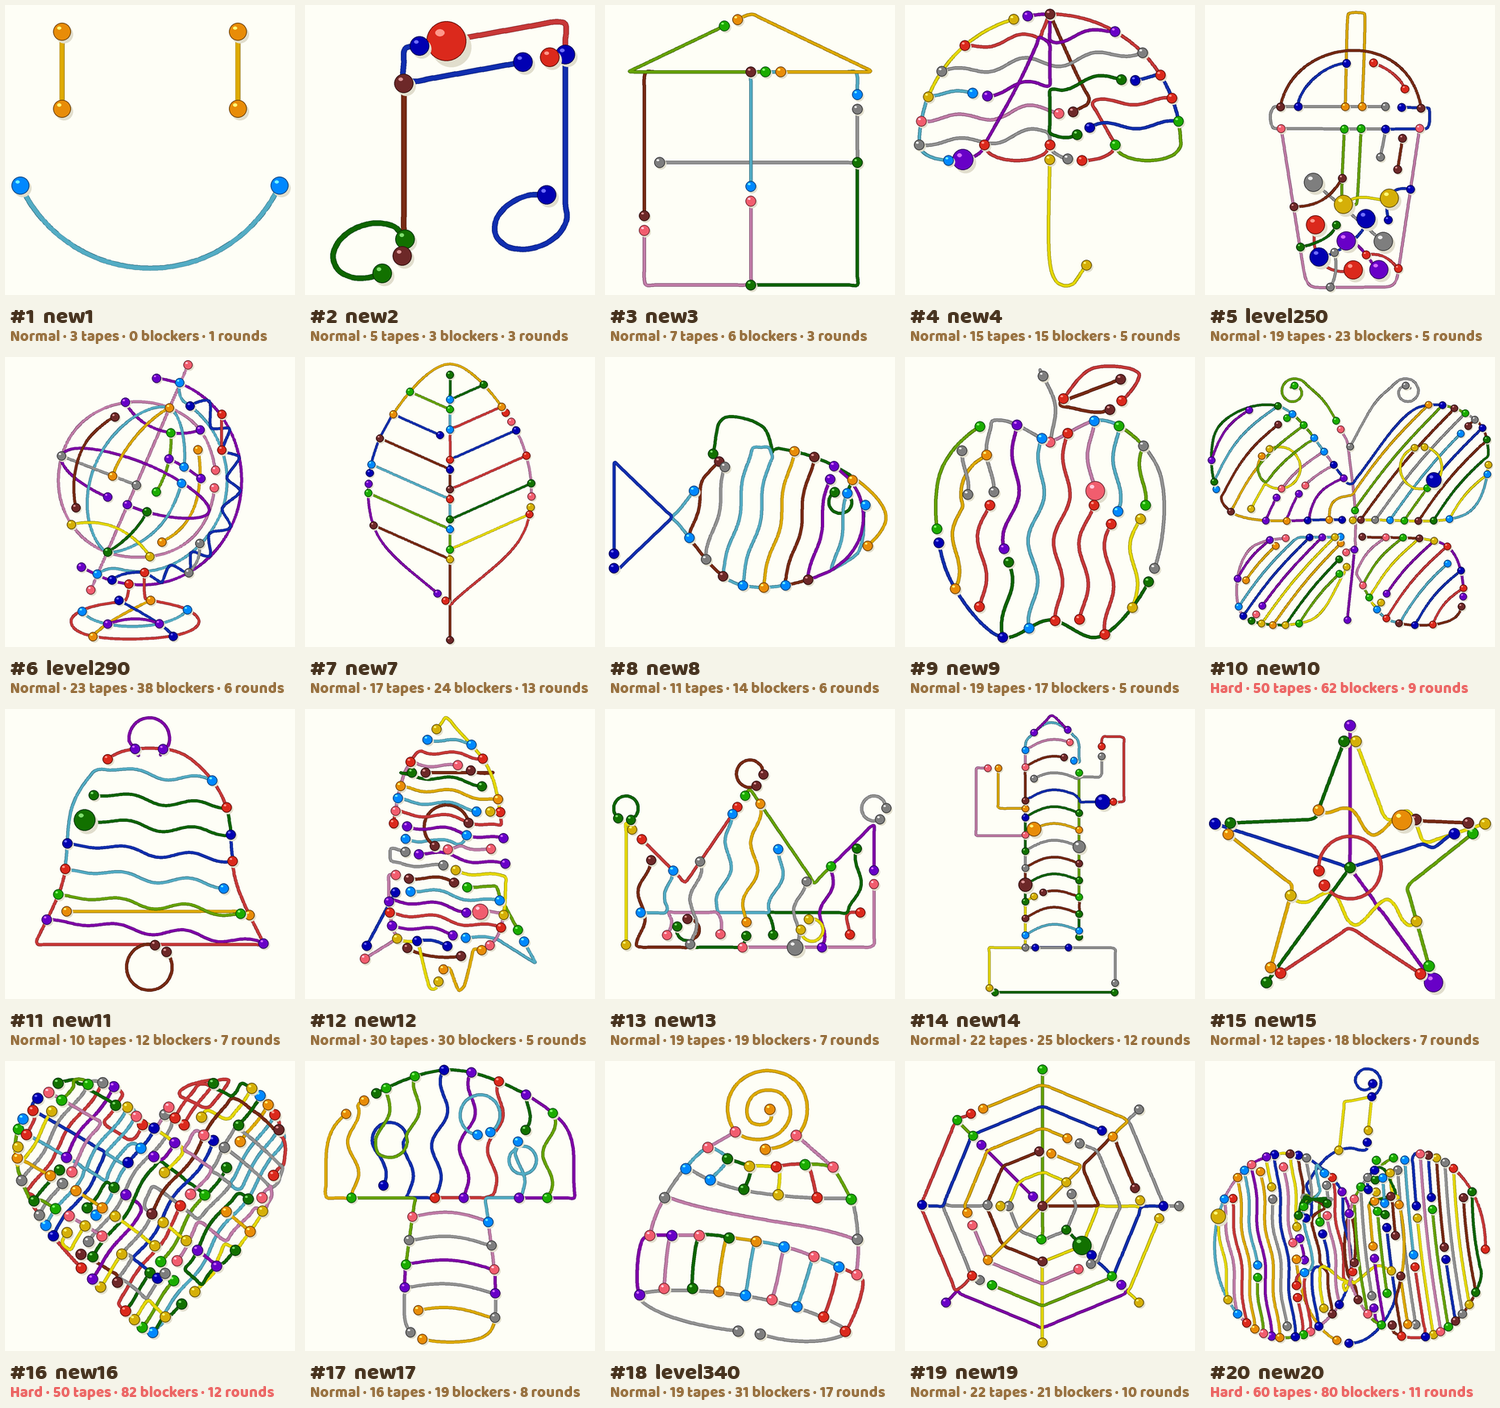 #1 new1
Normal · 3 tapes · 0 blockers · 1 rounds
#2 new2
Normal · 5 tapes · 3 blockers · 3 rounds
#3 new3
Normal · 7 tapes · 6 blockers · 3 rounds
#4 new4
Normal · 15 tapes · 15 blockers · 5 rounds
#5 level250
Normal · 19 tapes · 23 blockers · 5 rounds
#6 level290
Normal · 23 tapes · 38 blockers · 6 rounds
#7 new7
Normal · 17 tapes · 24 blockers · 13 rounds
#8 new8
Normal · 11 tapes · 14 blockers · 6 rounds
#9 new9
Normal · 19 tapes · 17 blockers · 5 rounds
#10 new10
Hard · 50 tapes · 62 blockers · 9 rounds
#11 new11
Normal · 10 tapes · 12 blockers · 7 rounds
#12 new12
Normal · 30 tapes · 30 blockers · 5 rounds
#13 new13
Normal · 19 tapes · 19 blockers · 7 rounds
#14 new14
Normal · 22 tapes · 25 blockers · 12 rounds
#15 new15
Normal · 12 tapes · 18 blockers · 7 rounds
#16 new16
Hard · 50 tapes · 82 blockers · 12 rounds
#17 new17
Normal · 16 tapes · 19 blockers · 8 rounds
#18 level340
Normal · 19 tapes · 31 blockers · 17 rounds
#19 new19
Normal · 22 tapes · 21 blockers · 10 rounds
#20 new20
Hard · 60 tapes · 80 blockers · 11 rounds